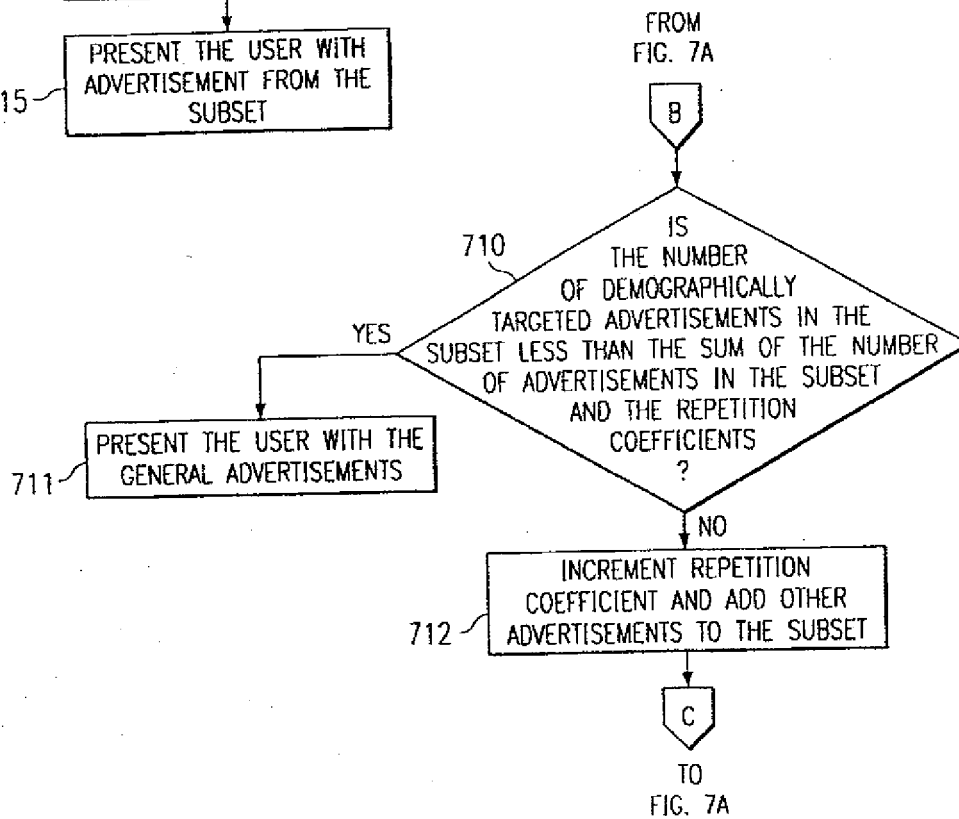 PRESENT THE USER WITH
ADVERTISEMENT FROM THE
SUBSET
15
FROM
FIG. 7A
B
710
IS
THE NUMBER
OF DEMOGRAPHICALLY
TARGETED ADVERTISEMENTS IN THE
SUBSET LESS THAN THE SUM OF THE NUMBER
OF ADVERTISEMENTS IN THE SUBSET
AND THE REPETITION
COEFFICIENTS
?
YES
PRESENT THE USER WITH THE
GENERAL ADVERTISEMENTS
711
NO
INCREMENT REPETITION
COEFFICIENT AND ADD OTHER
ADVERTISEMENTS TO THE SUBSET
712
C
TO
FIG. 7A